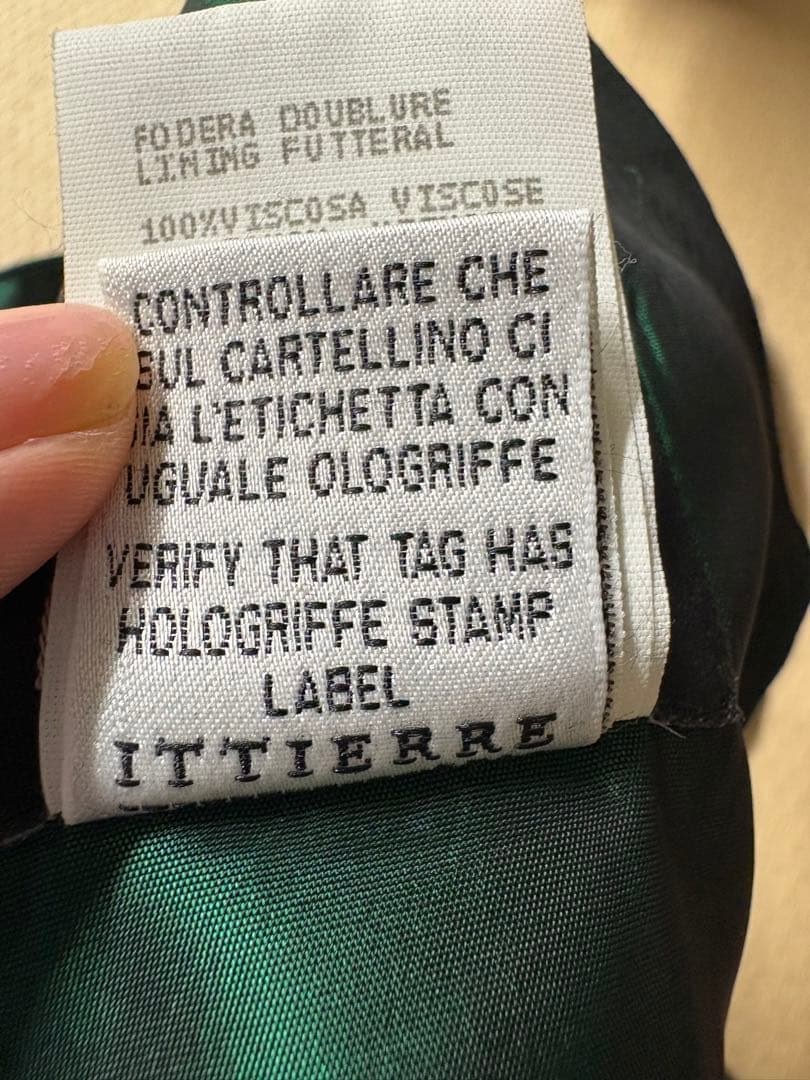 FODERA DOUBLURE
LINING FUTTERAL
100%VISCOSA VISCOSE
CONTROLLARE CHE
SUL CARTELLINO CI
SIA L'ETICHETTA CON
UGUALE OLOGRIFFE
VERIFY THAT TAG HAS
HOLOGRIFFE STAMP
LABEL
ITTIERRE